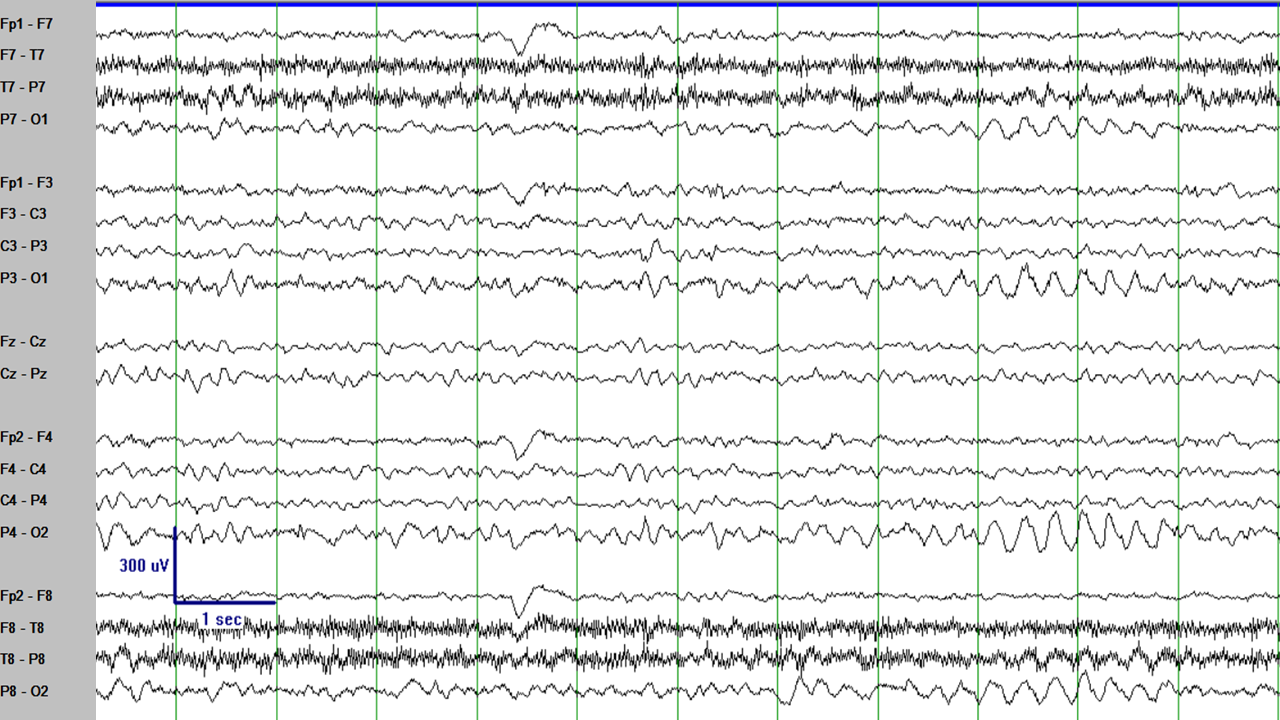 Fp1 - F7
F7 - T7
T7 - P7
P7 - O1
Fp1 - F3
F3 - C3
C3 - P3
P3 - O1
Fz - Cz
Cz - Pz
Fp2 - F4
F4 - C4
C4 - P4
P4 - O2
300 uV
Fp2 - F8
1 sec
F8 - T8
T8 - P8
P8 - O2